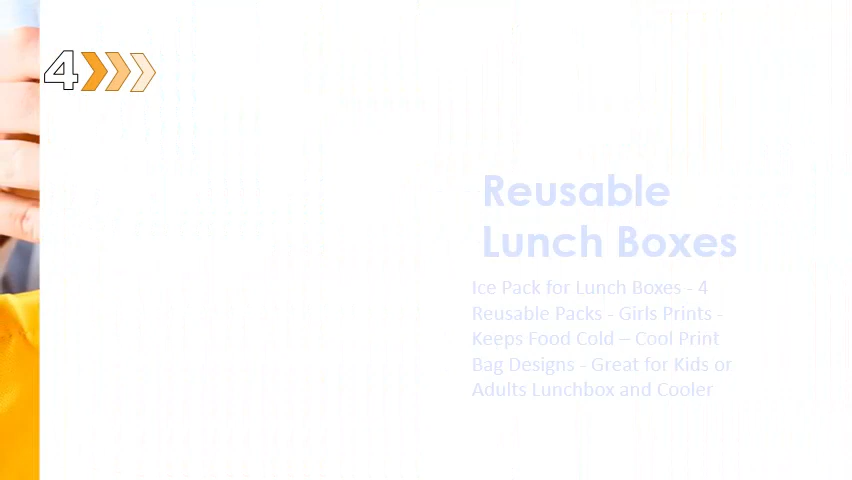 4
Reusable
Lunch Boxes
Ice Pack for Lunch Boxes - 4
Reusable Packs - Girls Prints -
Keeps Food Cold – Cool Print
Bag Designs - Great for Kids or
Adults Lunchbox and Cooler